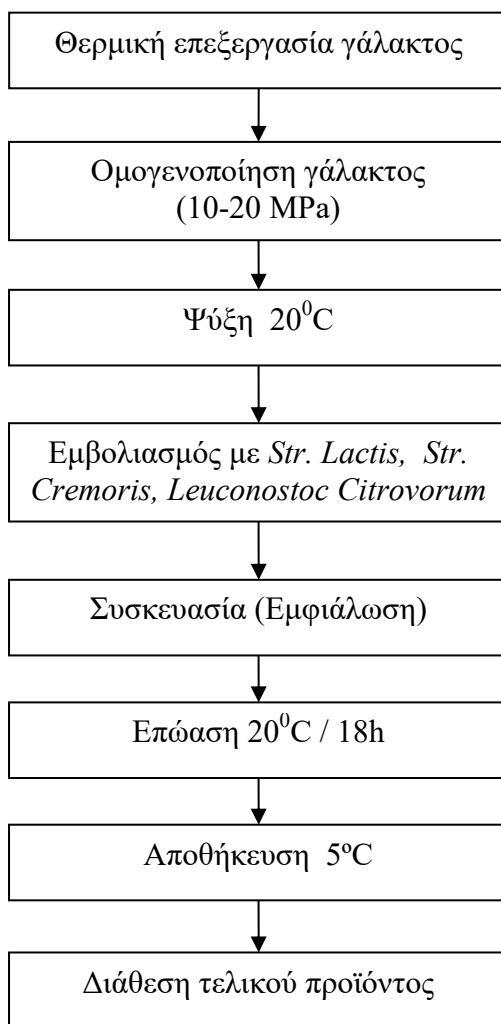 Θερμική επεξεργασία γάλακτος
Ομογενοποίηση γάλακτος
(10-20 MPa)
Ψύξη 20⁰C
Εμβολιασμός με Str. Lactis, Str.
Cremoris, Leuconostoc Citrovorum
Συσκευασία (Εμφιάλωση)
Επώαση 20⁰C / 18h
Αποθήκευση 5ºC
Διάθεση τελικού προϊόντος